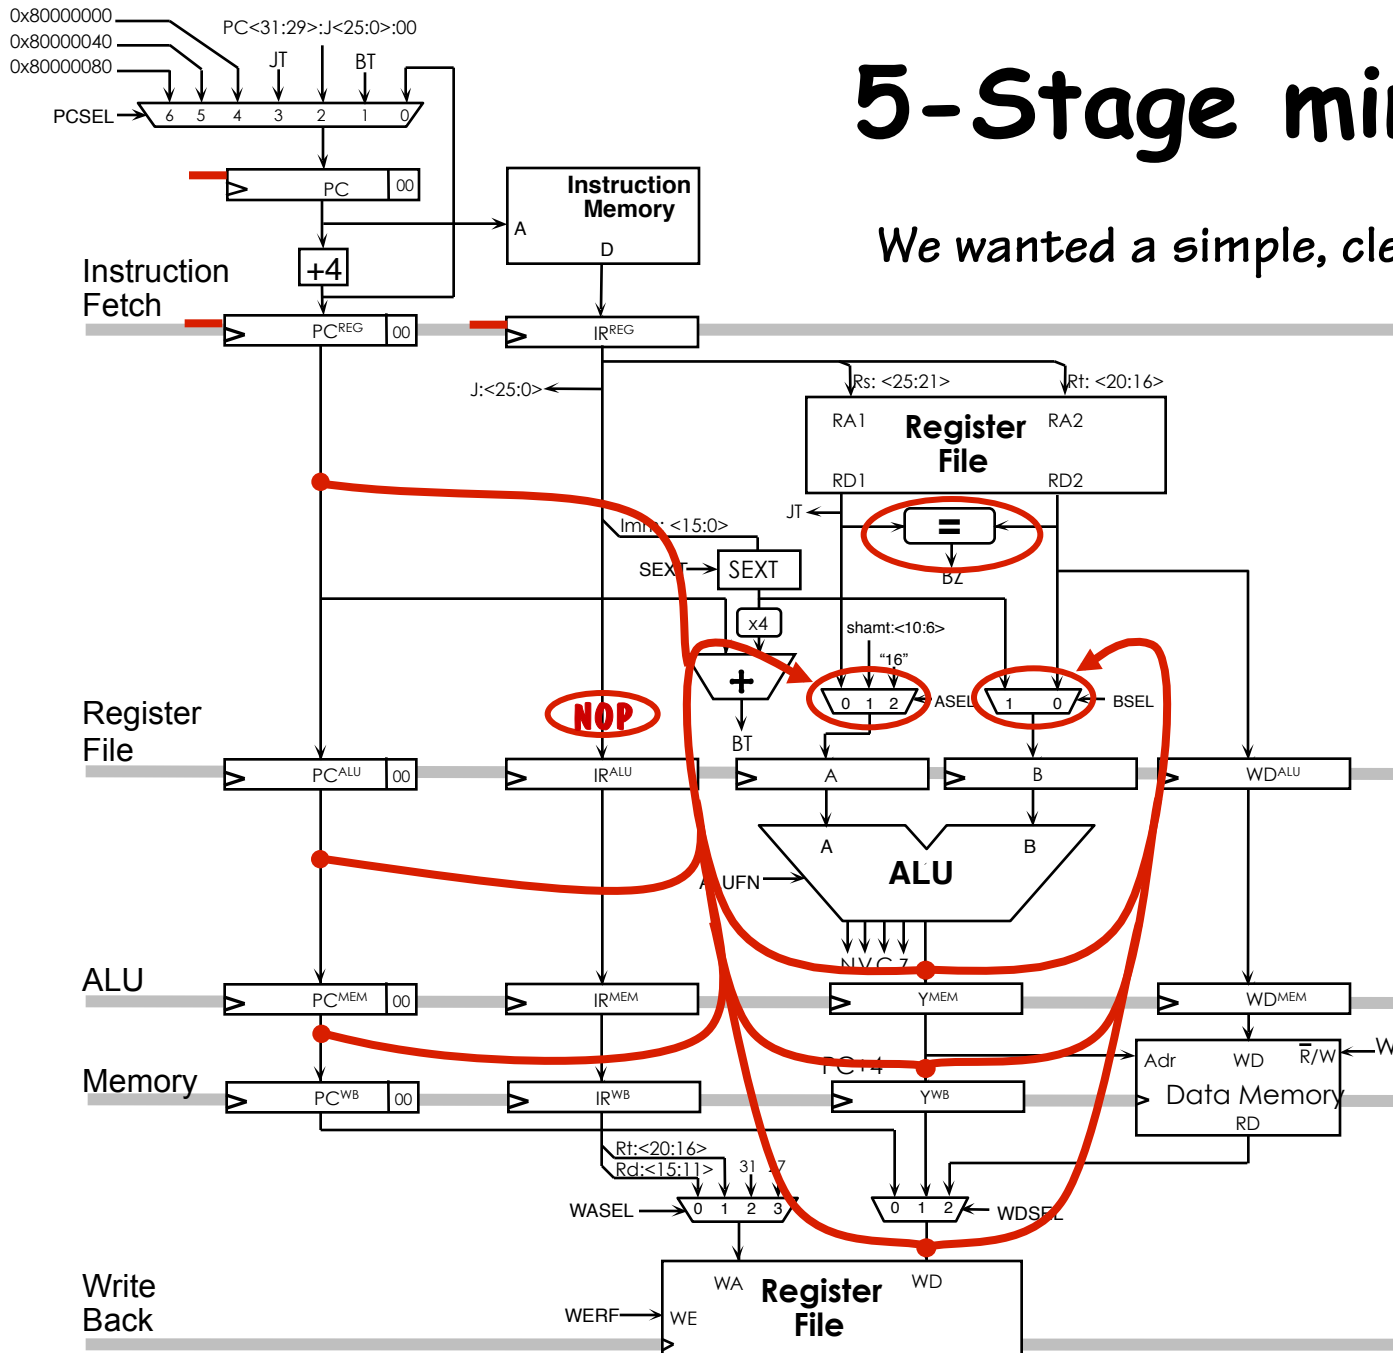 0x80000000
0x80000040
0x80000080
PC<31:29>:J<25:0>:00
JT
BT
PCSEL
6 5 4 3 2 1 0
5-Stage
PC 00
Instruction
Memory
A
D
We wanted a simple,
+4
Instruction
Fetch
PCREG 00
IRREG
J:<25:0>
Rs: <25:21>
Rt: <20:16>
RA1
Register
File
RA2
RD1
RD2
JT
=
BZ
Imm: <15:0>
SEXT
SEXT
x4
shamt:<10:6>
"16"
+
0 1 2
ASEL
1 0
BSEL
NOP
BT
Register
File
PCALU 00
IRALU
A
B
WDALU
A
B
ALU
ALUFN
N V C Z
ALU
PCMEM 00
IRMEM
YMEM
WDMEM
PC+4
Adr
WD
R/W
W
Data Memory
RD
Memory
PCWB 00
IRWB
YWB
Rt:<20:16>
Rd:<15:11>
31
WASEL
0 1 2 3
0 1 2
WDSEL
Write
Back
WA
Register
File
WD
WERF
WE